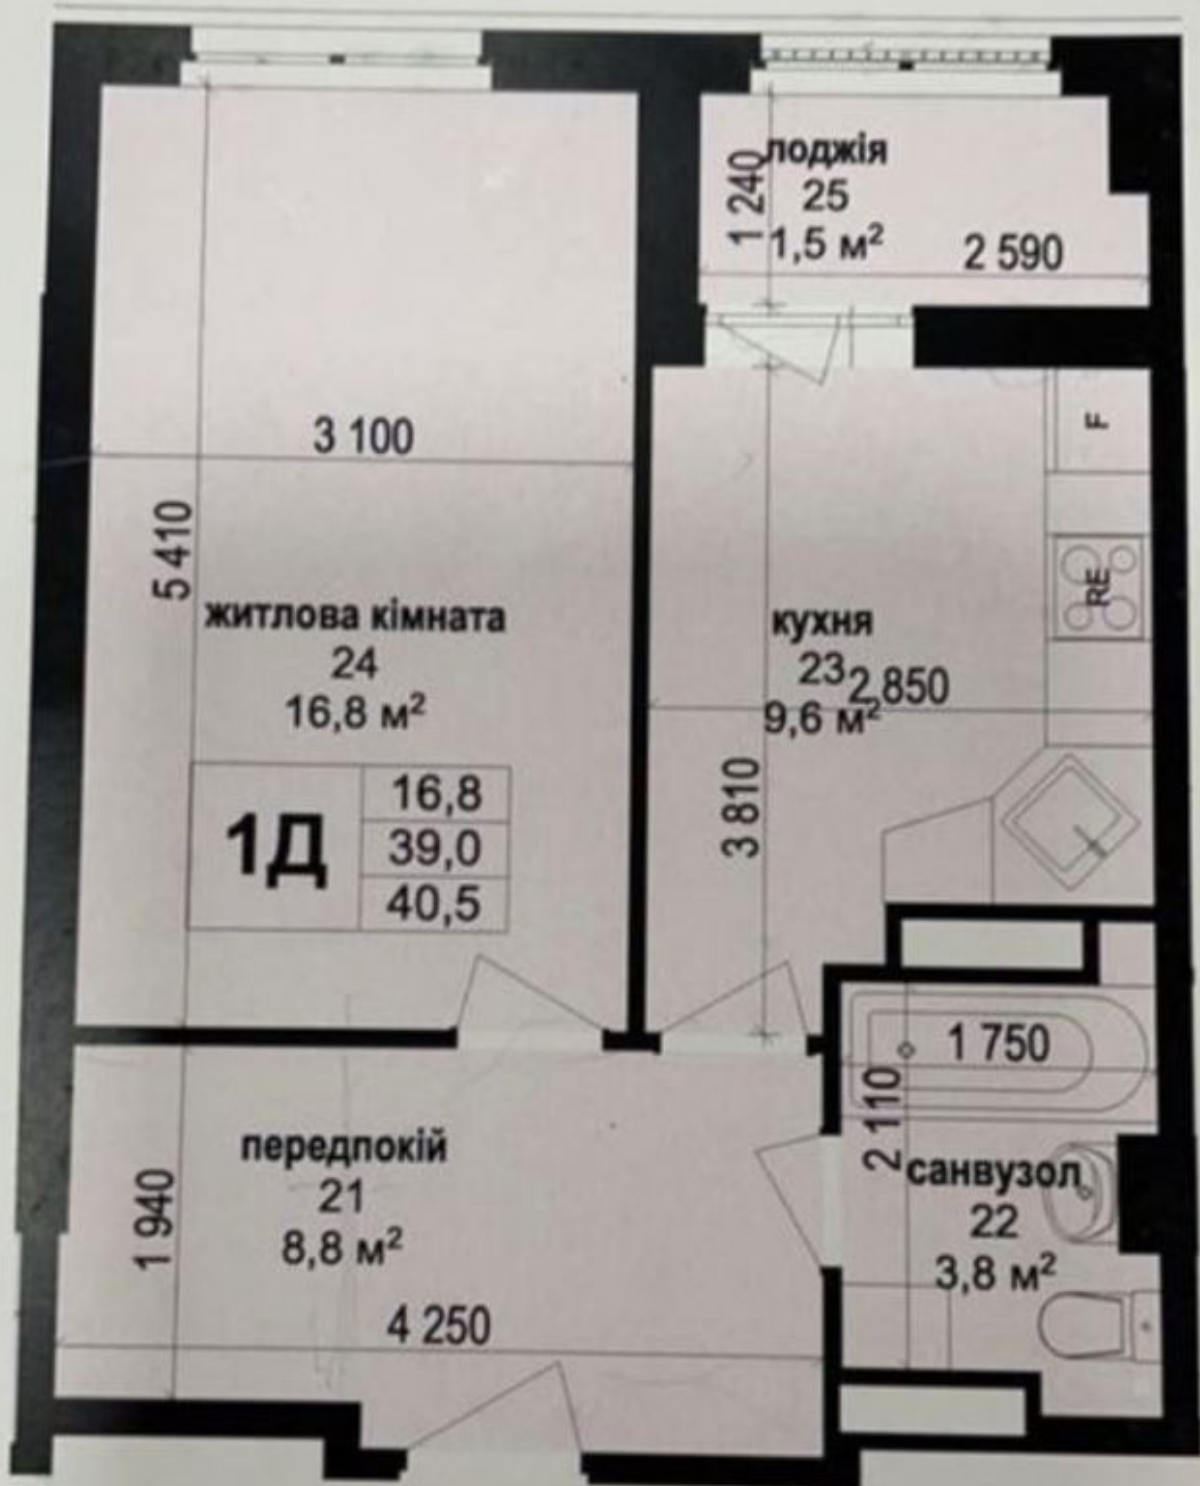 лоджія
25
1,5 м²
1 240
2 590
3 100
5 410
житлова кімната
24
16,8 м²
1Д
16,8
39,0
40,5
F
RE
кухня
23
9,6 м²
2 850
3 810
передпокій
21
8,8 м²
1 940
4 250
1 750
2 110
санвузол
22
3,8 м²